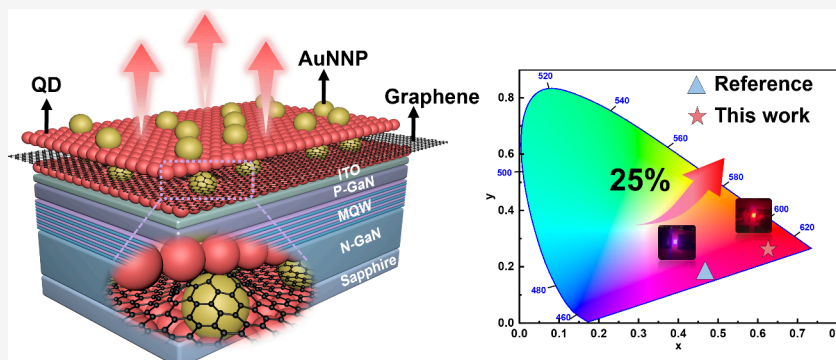 QD
AuNNP
Graphene
ITO
P-GaN
MQW
N-GaN
Sapphire
Reference
This work
25%
y
0.8
0.6
0.4
0.2
0.0
0.0
0.1
0.2
0.3
0.4
0.5
0.6
0.7
0.8
x
460
480
500
520
540
560
580
600
620